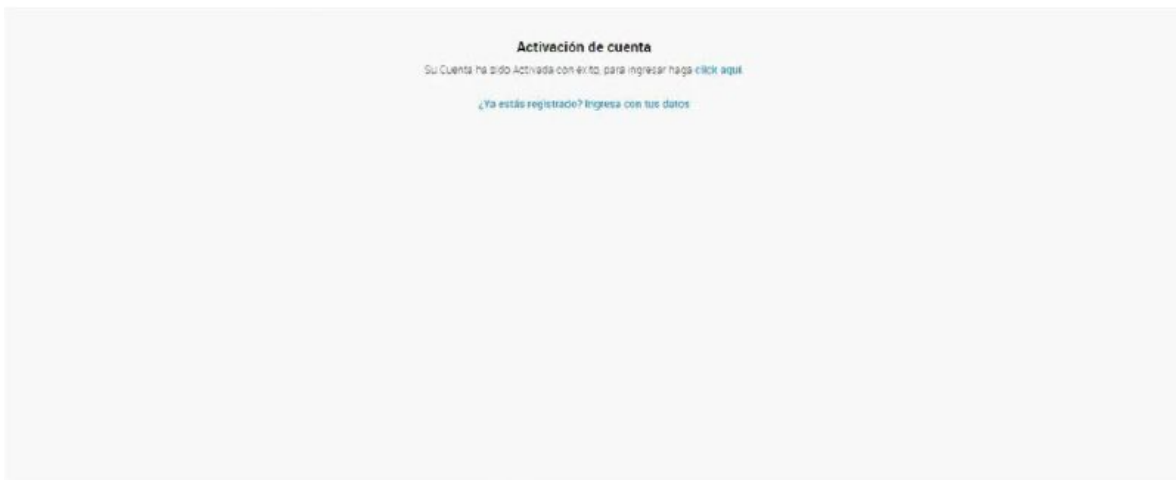 Activación de cuenta
Su Cuenta ha sido Activada con éxito, para ingresar haga click aquí
¿Ya estás registrado? Ingresa con tus datos